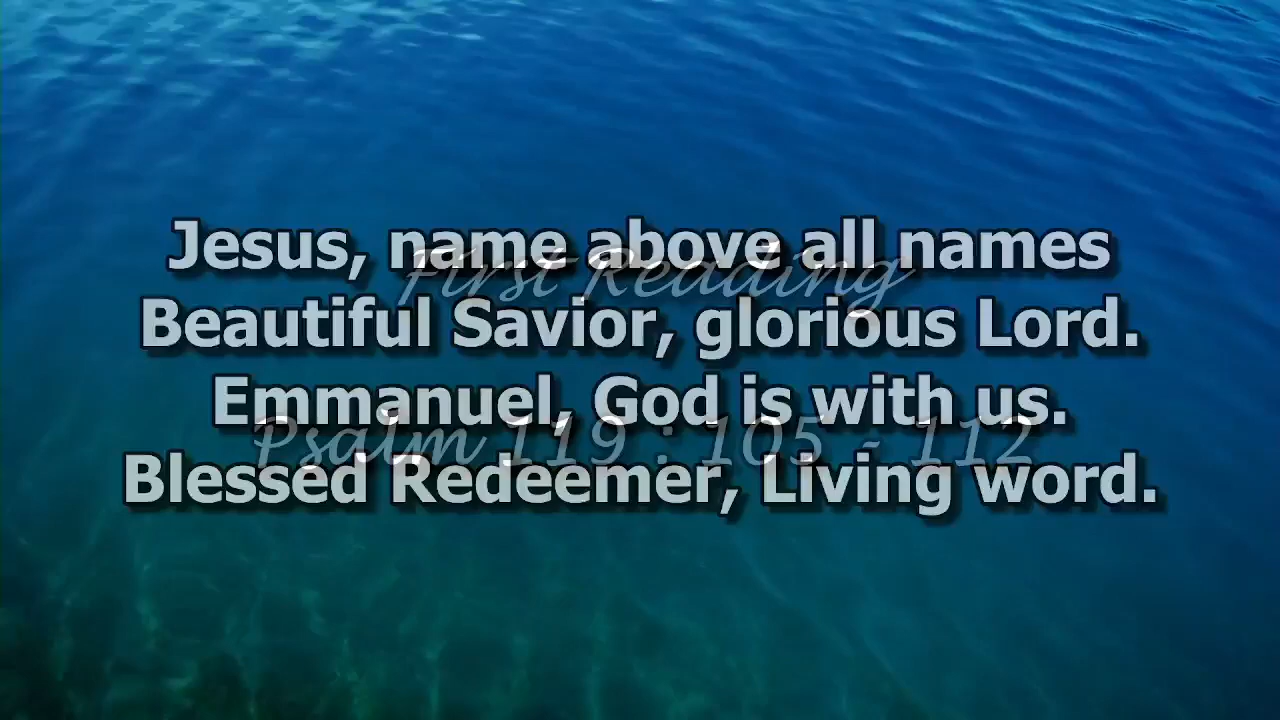 Jesus, name above all names
First Reading
Beautiful Savior, glorious Lord.
Emmanuel, God is with us.
Psalm 119 : 105 - 112
Blessed Redeemer, Living word.